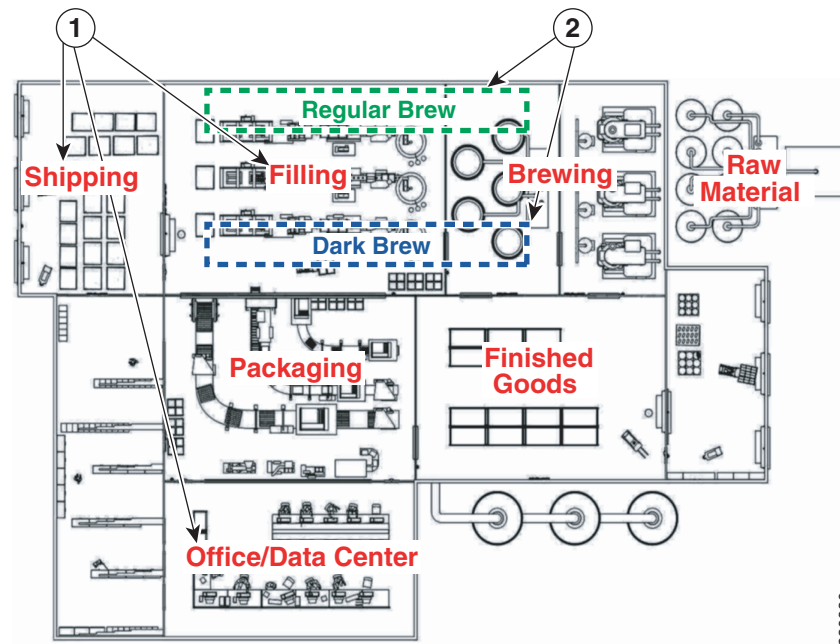 1
2
Regular Brew
Shipping
Filling
Brewing
Raw
Material
Dark Brew
Packaging
Finished
Goods
Office/Data Center